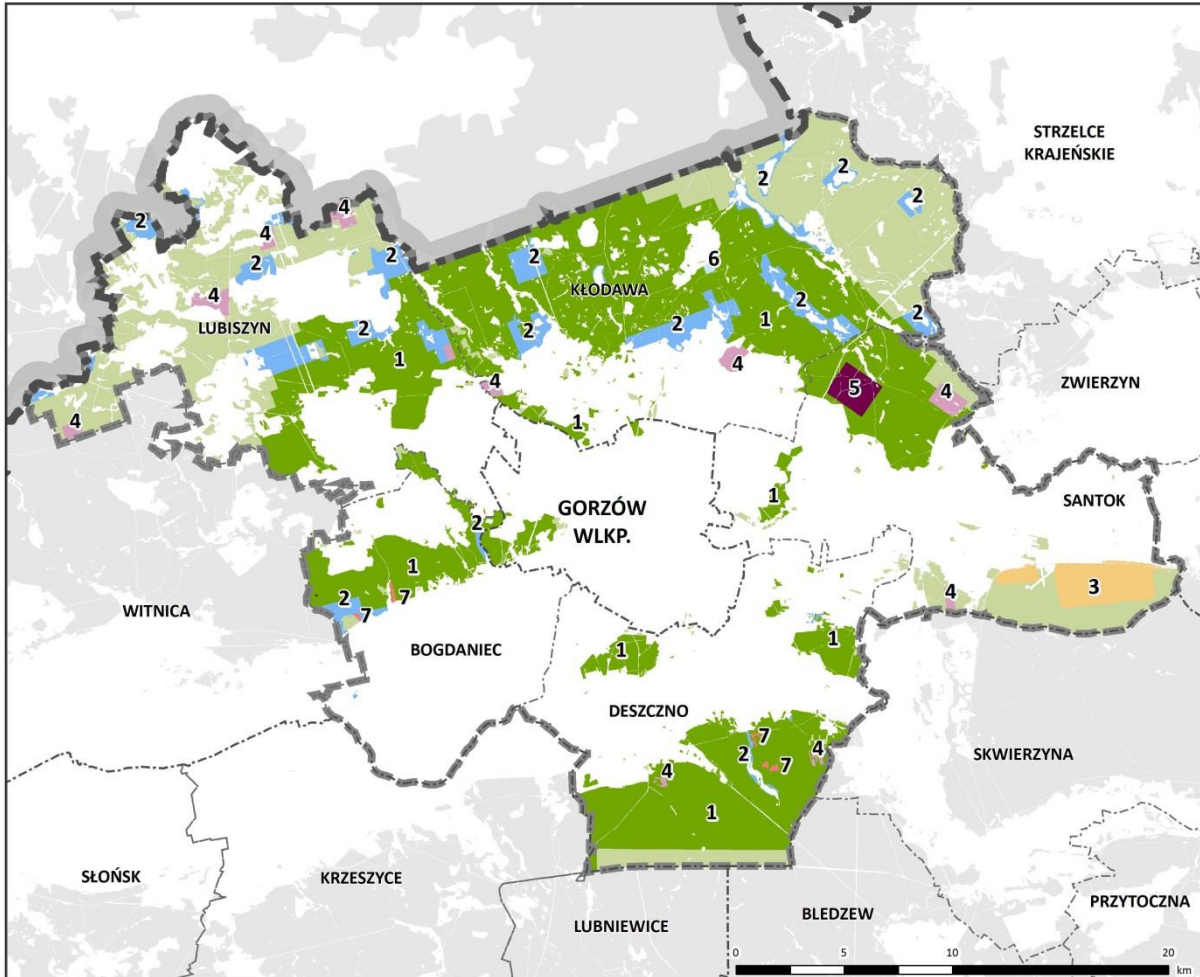 STRZELCE
KRAJEŃSKIE
2
2
2
2
4
4
2
2
2
6
KŁODAWA
4
2
LUBISZYN
2
2
2
1
2
1
4
ZWIERZYN
4
5
4
4
1
1
GORZÓW
WLKP.
SANTOK
2
1
3
4
2
7
7
WITNICA
1
1
BOGDANIEC
DESZCZNO
7
2
4
SKWIERZYNA
4
7
1
SŁOŃSK
KRZESZYCE
PRZYTOCZNA
BLEDZEW
LUBNIEWICE
0
5
10
20
km